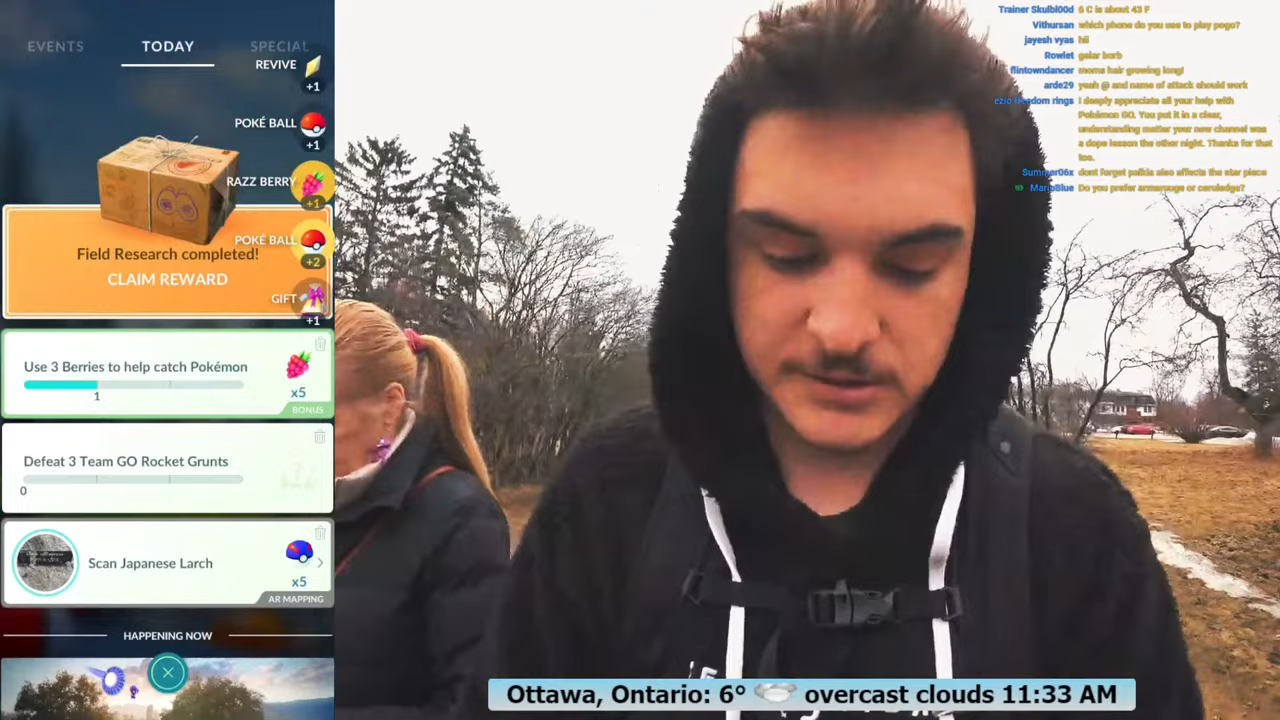 EVENTS
TODAY
SPECIAL
REVIVE
+1
POKÉ BALL
+1
RAZZ BERRY
+1
POKÉ BALL
+2
GIFT
+1
Field Research completed!
CLAIM REWARD
Use 3 Berries to help catch Pokémon
1
x5
BONUS
Defeat 3 Team GO Rocket Grunts
0
Scan Japanese Larch
x5
AR MAPPING
HAPPENING NOW
Trainer Skulbl00d 6 C is about 43 F
Vithursan which phone do you use to play pogo?
jayesh vyas hii
Rowlet galar borb
flintowndancer moms hair growing long!
arde29 yeah @ and name of attack should work
ezio freedom rings I deeply appreciate all your help with
Pokémon GO. You put it in a clear,
understanding matter your new channel was
a dope lesson the other night. Thanks for that
too.
Summer06x dont forget palkia also affects the star piece
MarioBlue Do you prefer armarouge or ceruledge?
Ottawa, Ontario: 6° overcast clouds 11:33 AM